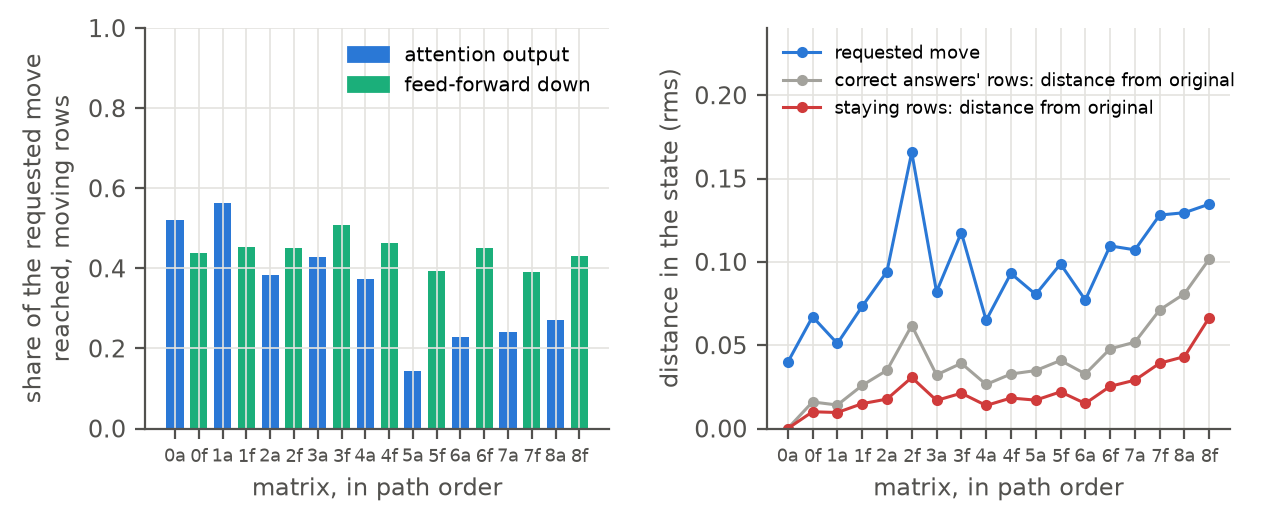 share of the requested move
reached, moving rows
1.0
0.8
0.6
0.4
0.2
0.0
attention output
feed-forward down
0a 0f 1a 1f 2a 2f 3a 3f 4a 4f 5a 5f 6a 6f 7a 7f 8a 8f
matrix, in path order
distance in the state (rms)
0.20
0.15
0.10
0.05
0.00
requested move
correct answers' rows: distance from original
staying rows: distance from original
0a 0f 1a 1f 2a 2f 3a 3f 4a 4f 5a 5f 6a 6f 7a 7f 8a 8f
matrix, in path order